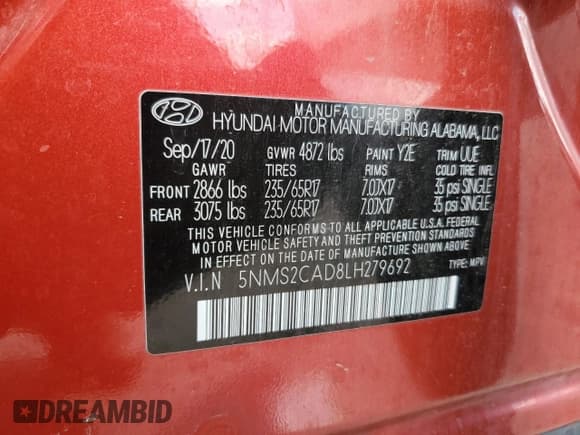 MANUFACTURED BY
HYUNDAI MOTOR MANUFACTURING ALABAMA, LLC
Sep/17/20 GVWR 4872 lbs PAINT Y2E TRIM UUE
GAWR TIRES RIMS COLD TIRE INFL
FRONT 2866 lbs 235/65R17 7.0JX17 35 psi SINGLE
REAR 3075 lbs 235/65R17 7.0JX17 35 psi SINGLE
THIS VEHICLE CONFORMS TO ALL APPLICABLE U.S.A. FEDERAL
MOTOR VEHICLE SAFETY AND THEFT PREVENTION STANDARDS IN
EFFECT ON THE DATE OF MANUFACTURE SHOWN ABOVE.
V.I.N 5NMS2CAD8LH279692 TYPE: MPV
DREAMBID